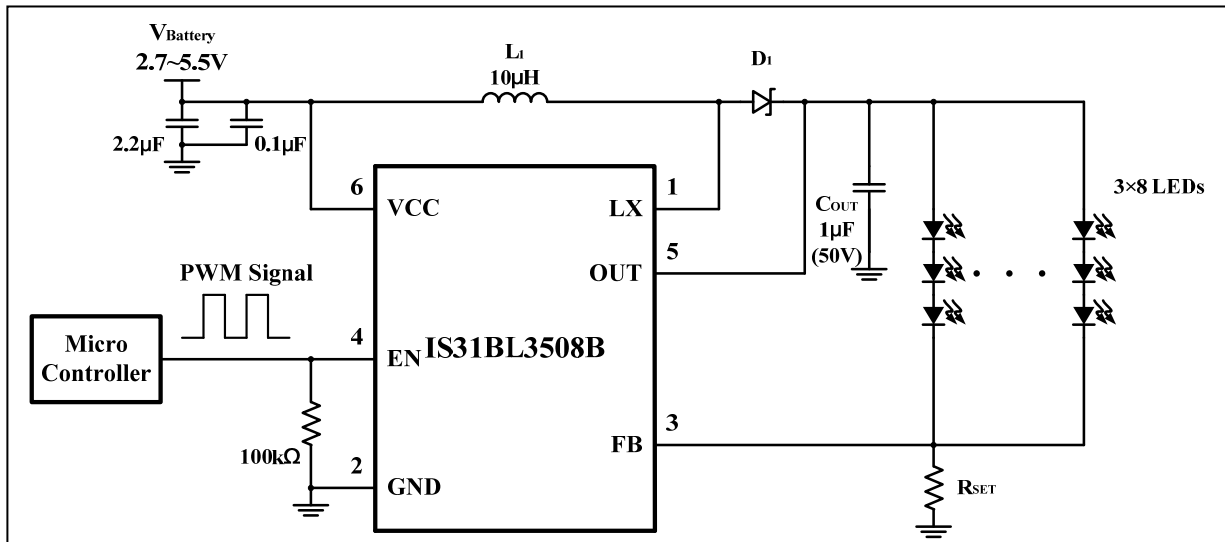 VBattery
2.7~5.5V
L1
10μH
D1
2.2μF
0.1μF
6
VCC
1
LX
COUT
1μF
(50V)
3×8 LEDs
5
OUT
PWM Signal
Micro
Controller
4
EN
IS31BL3508B
3
FB
100kΩ
2
GND
RSET